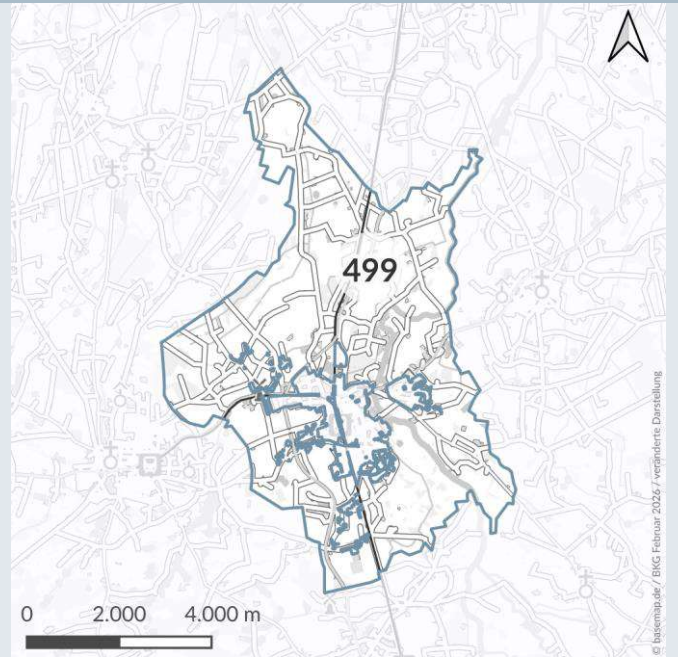 499
0 2.000 4.000 m
© basemap.de / BKG Februar 2026 / veränderte Darstellung